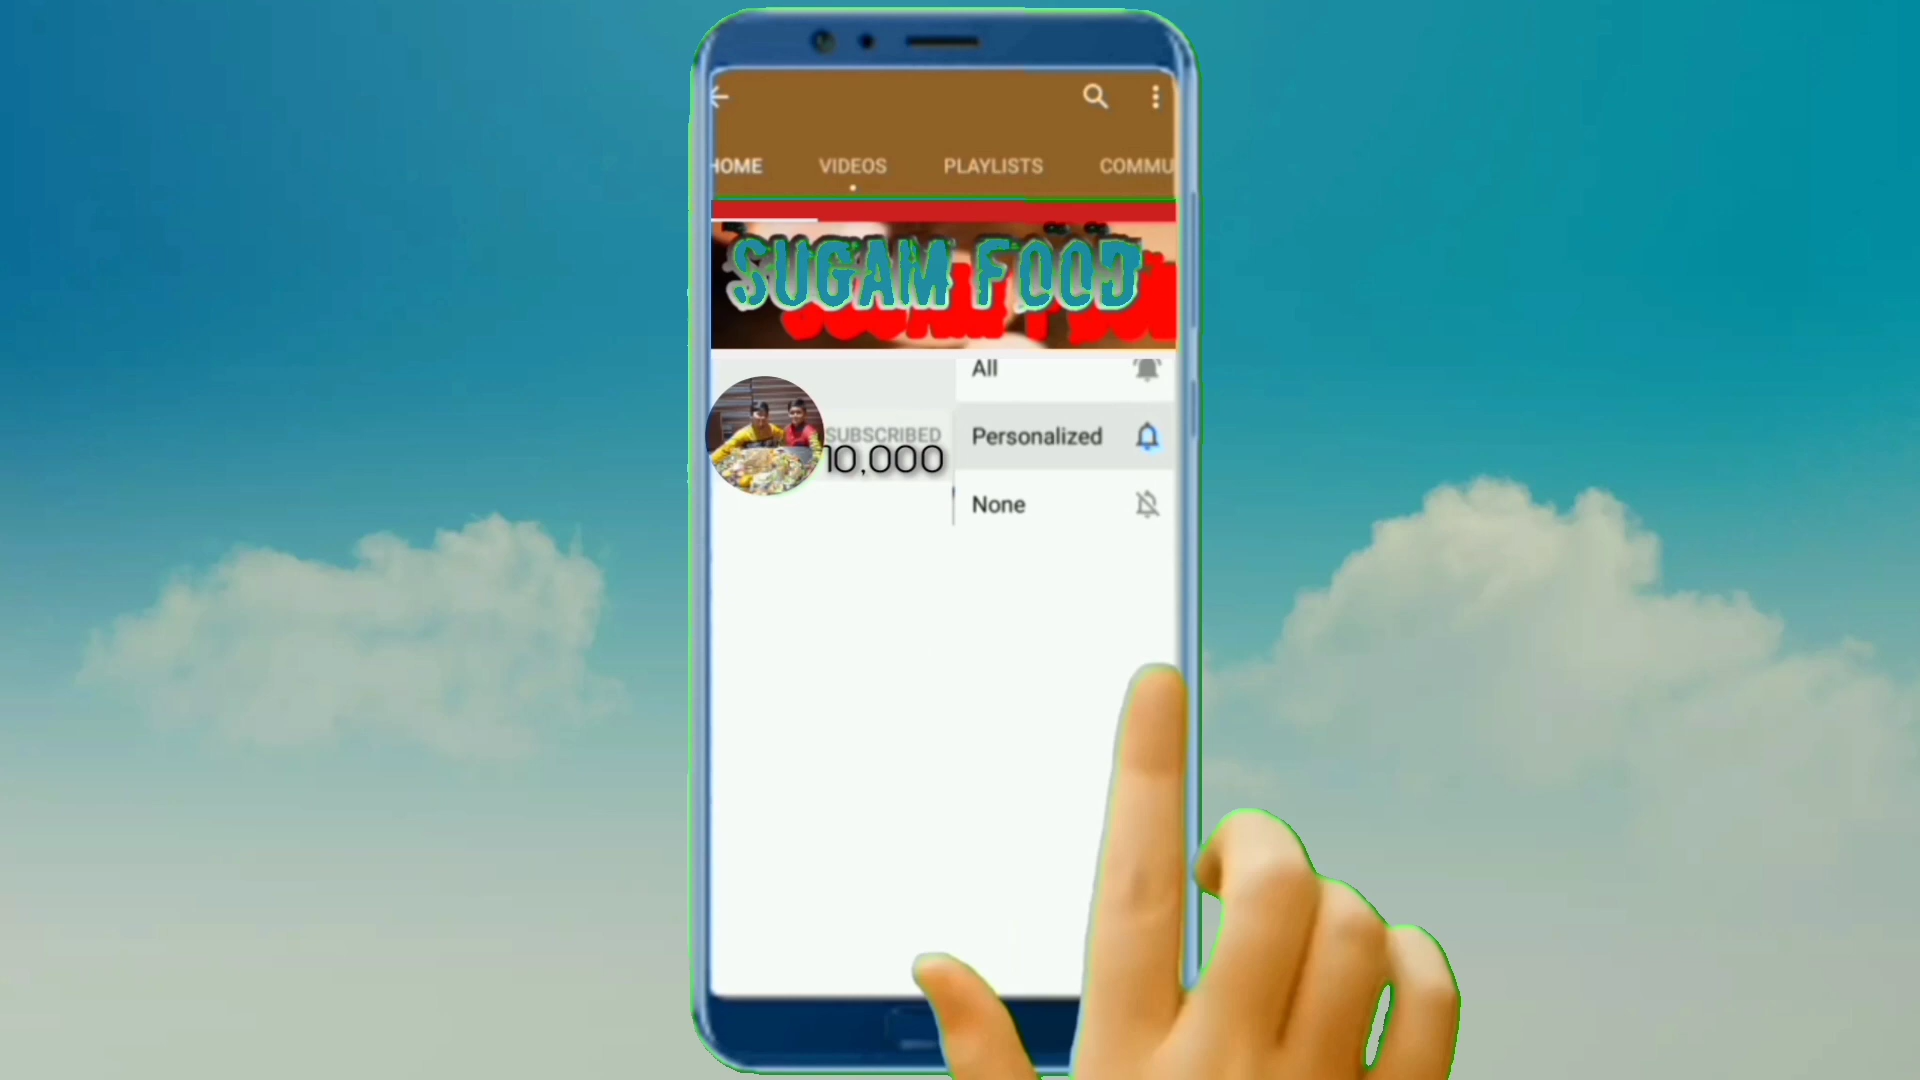 HOME VIDEOS PLAYLISTS COMMU
SUGAM FOOD
All
SUBSCRIBED
10,000
Personalized
None